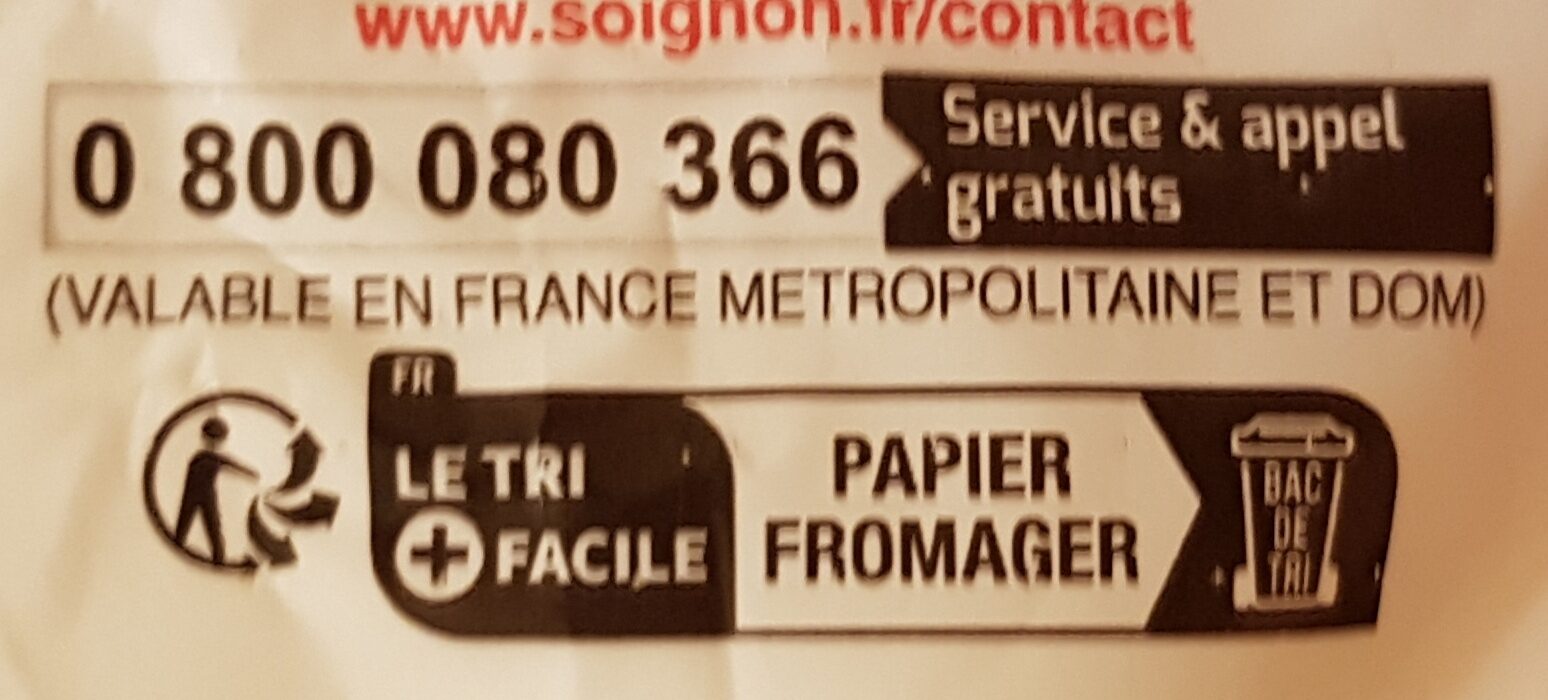 www.soignon.fr/contact
0 800 080 366
Service & appel
gratuits
(VALABLE EN FRANCE METROPOLITAINE ET DOM)
FR
LE TRI
+ FACILE
PAPIER
FROMAGER
BAC
DE
TRI